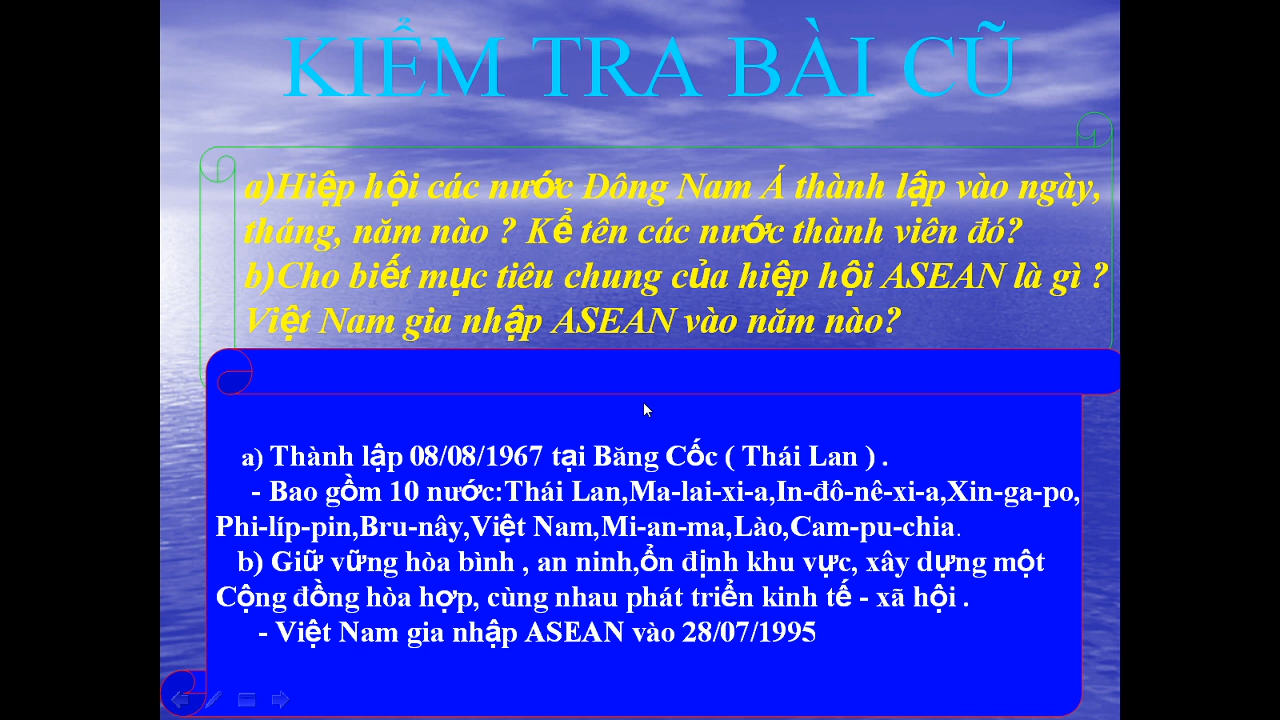 KIỂM TRA BÀI CŨ
a)Hiệp hội các nước Đông Nam Á thành lập vào ngày,
tháng, năm nào ? Kể tên các nước thành viên đó?
b)Cho biết mục tiêu chung của hiệp hội ASEAN là gì ?
Việt Nam gia nhập ASEAN vào năm nào?
a) Thành lập 08/08/1967 tại Băng Cốc ( Thái Lan ) .
- Bao gồm 10 nước:Thái Lan,Ma-lai-xi-a,In-đô-nê-xi-a,Xin-ga-po,
Phi-líp-pin,Bru-nây,Việt Nam,Mi-an-ma,Lào,Cam-pu-chia.
b) Giữ vững hòa bình , an ninh,ổn định khu vực, xây dựng một
Cộng đồng hòa hợp, cùng nhau phát triển kinh tế - xã hội .
- Việt Nam gia nhập ASEAN vào 28/07/1995